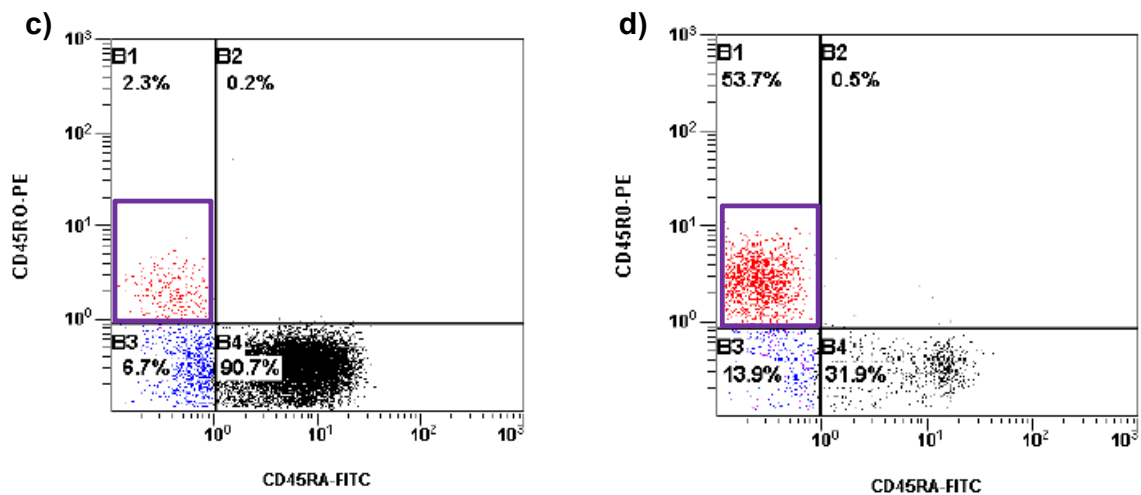 c)
10³
B1
B2
2.3%
0.2%
10²
CD45RO-PE
10¹
10⁰
B3
B4
6.7%
90.7%
10⁰
10¹
10²
10³
CD45RA-FITC
d)
10³
B1
B2
53.7%
0.5%
10²
CD45R0-PE
10¹
10⁰
B3
B4
13.9%
31.9%
10⁰
10¹
10²
10³
CD45RA-FITC